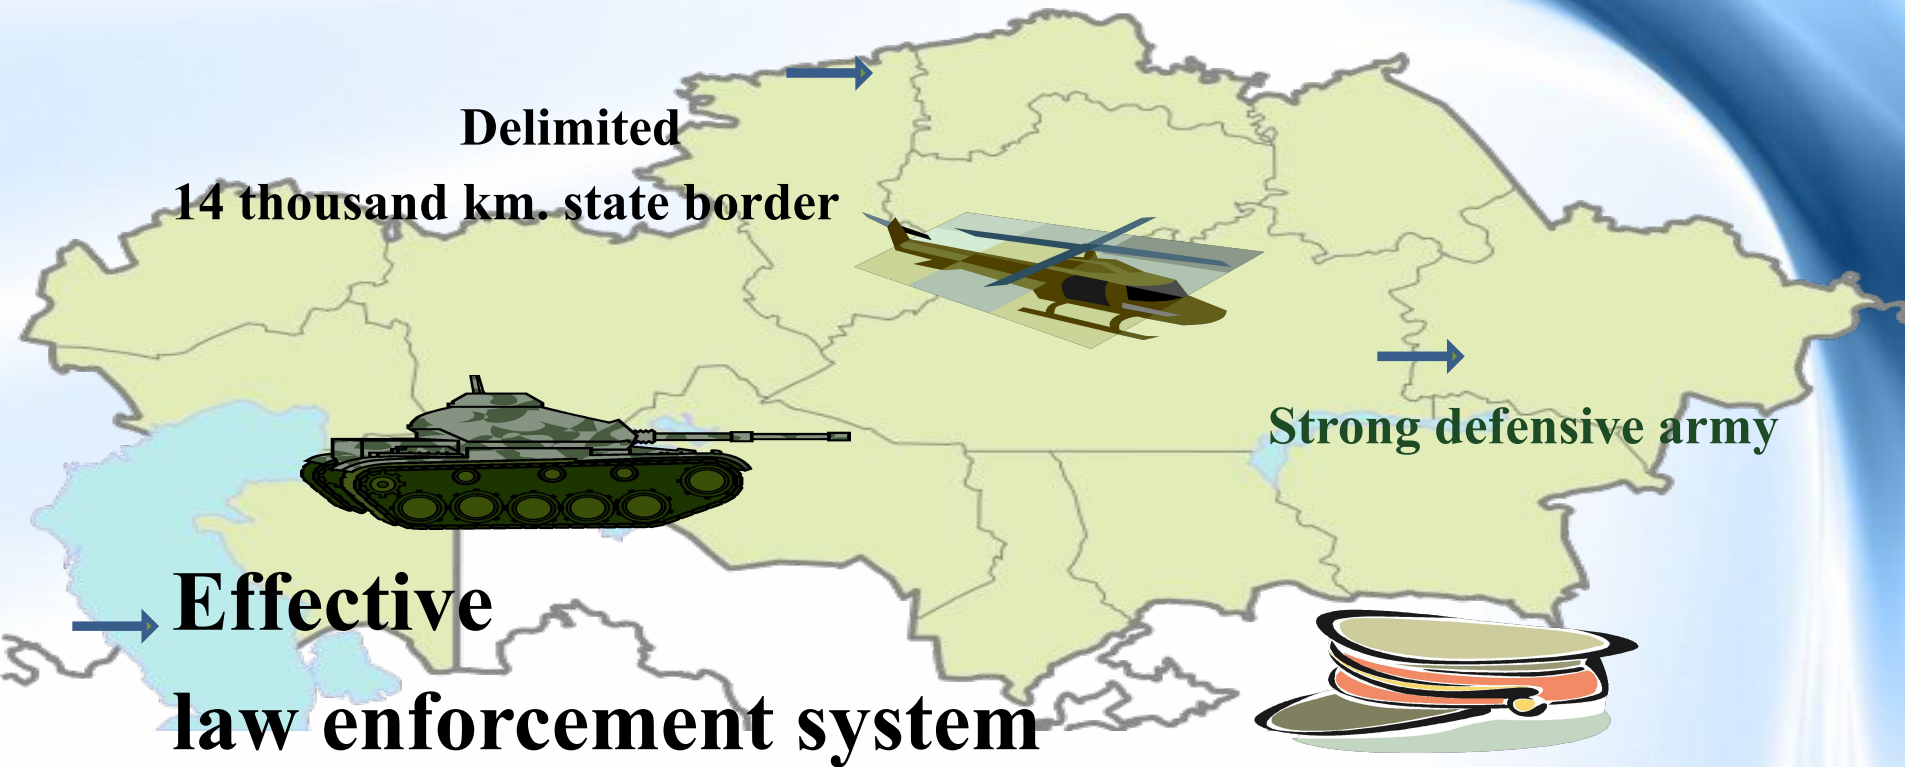 Delimited
14 thousand km. state border
Strong defensive army
Effective
law enforcement system